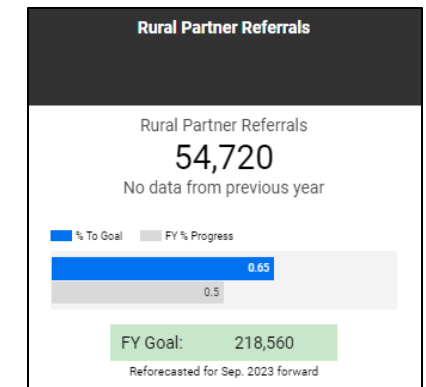 Rural Partner Referrals
Rural Partner Referrals
54,720
No data from previous year
% To Goal FY % Progress
0.65
0.5
FY Goal: 218,560
Reforecasted for Sep. 2023 forward